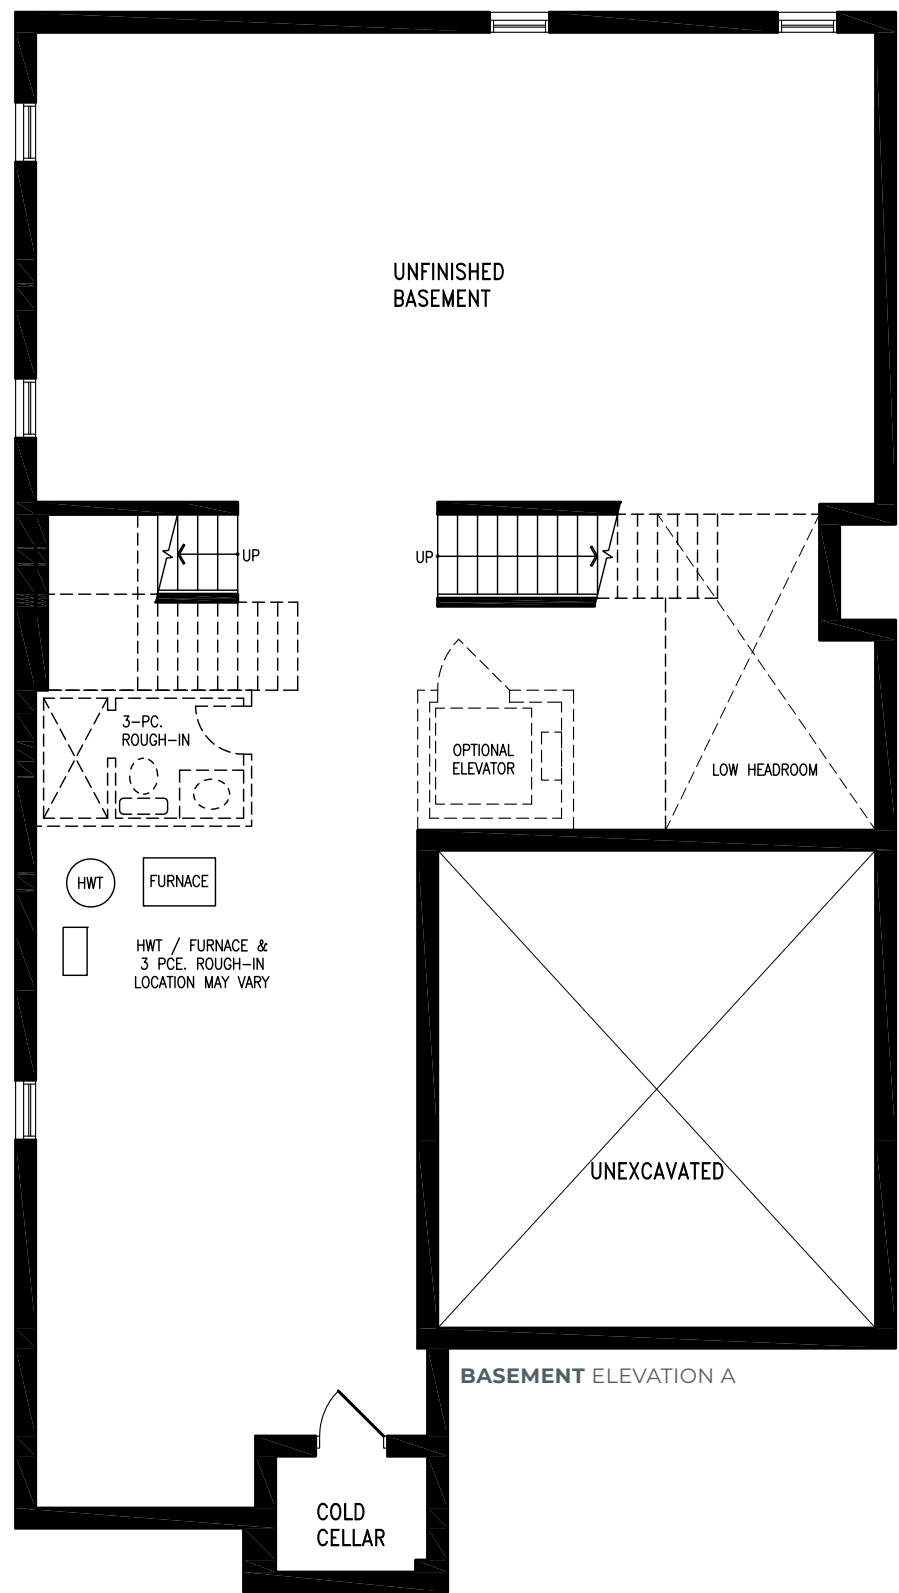 UNFINISHED
BASEMENT
UP
UP
3-PC.
ROUGH-IN
OPTIONAL
ELEVATOR
LOW HEADROOM
HWT
FURNACE
HWT / FURNACE &
3 PCE. ROUGH-IN
LOCATION MAY VARY
UNEXCAVATED
BASEMENT ELEVATION A
COLD
CELLAR